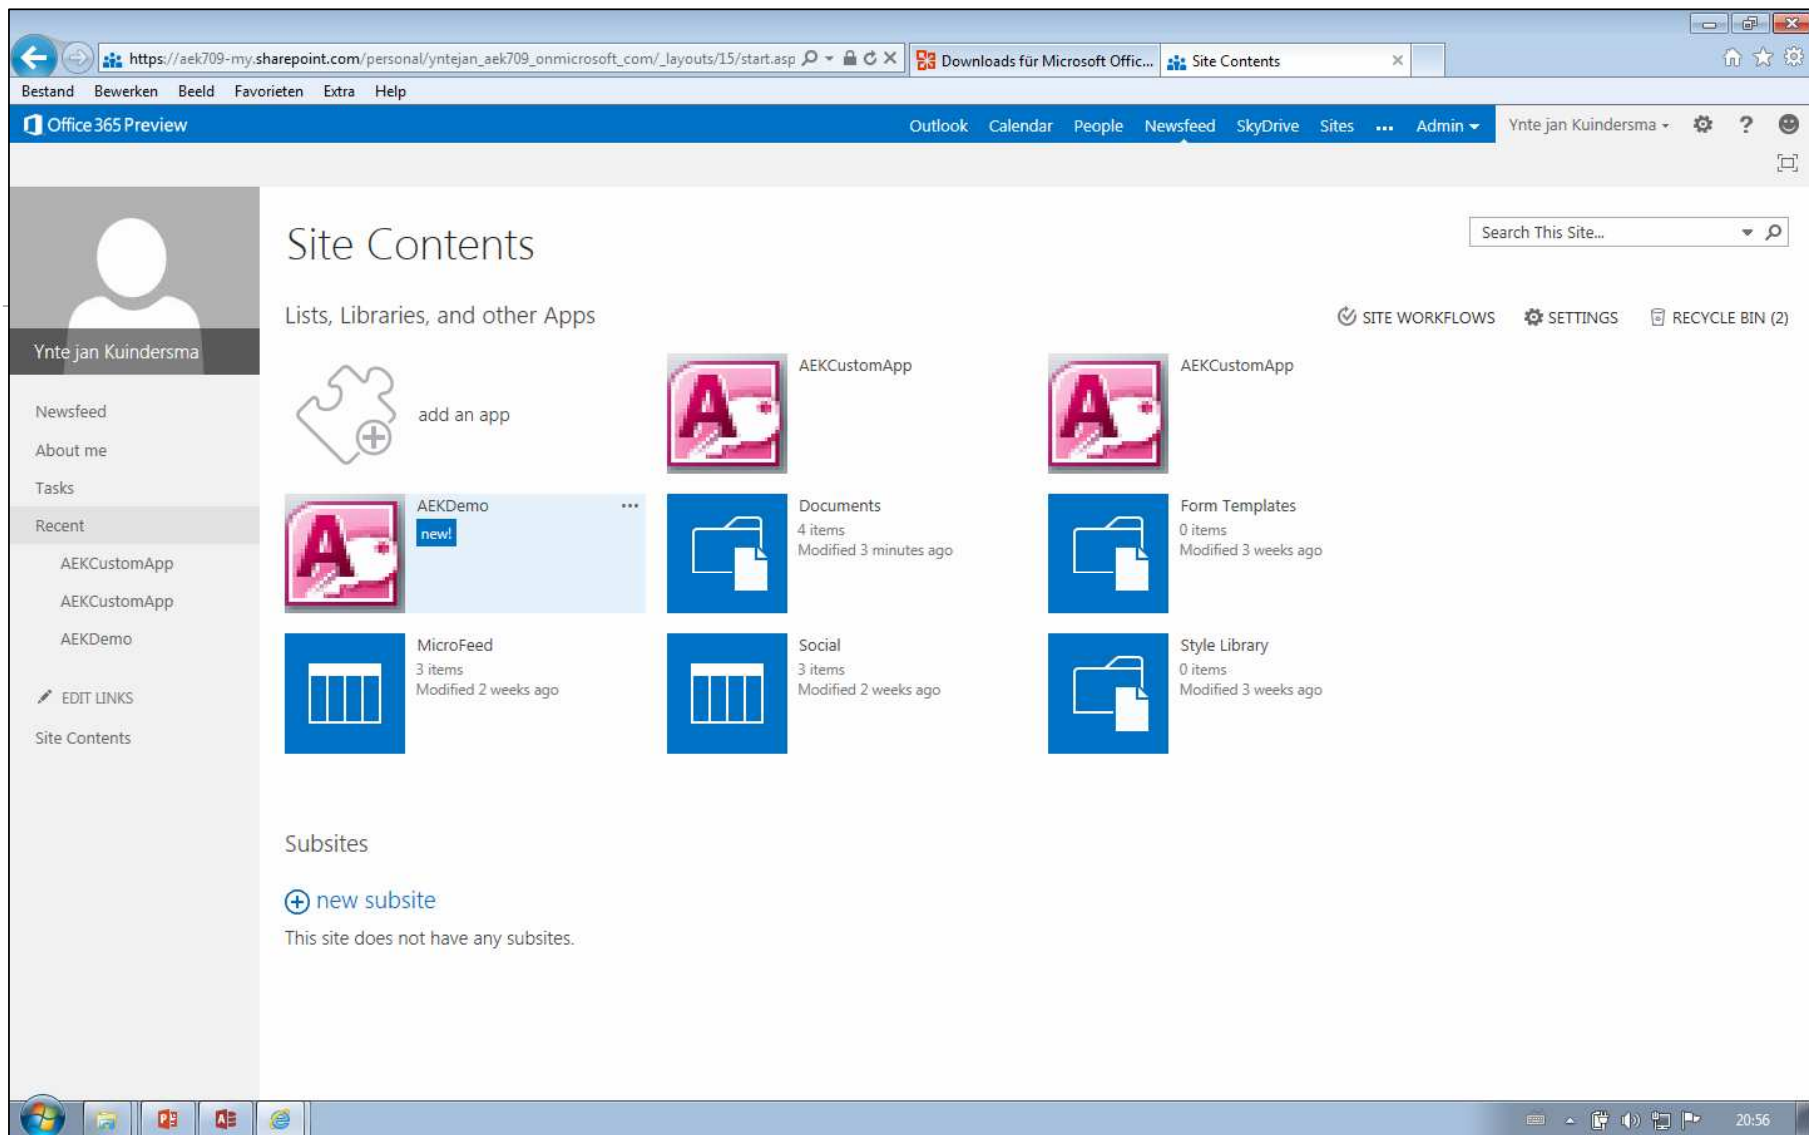 https://aek709-my.sharepoint.com/personal/yntejan_aek709_onmicrosoft_com/_layouts/15/start.asp
Downloads für Microsoft Offic...
Site Contents
Bestand Bewerken Beeld Favorieten Extra Help
Office 365 Preview
Outlook Calendar People Newsfeed SkyDrive Sites ... Admin
Ynte jan Kuindersma
?
Site Contents
Search This Site...
Lists, Libraries, and other Apps
SITE WORKFLOWS SETTINGS RECYCLE BIN (2)
Ynte jan Kuindersma
Newsfeed
About me
Tasks
Recent
AEKCustomApp
AEKCustomApp
AEKDemo
EDIT LINKS
Site Contents
add an app
AEKCustomApp
AEKCustomApp
AEKDemo ...
new!
Documents
4 items
Modified 3 minutes ago
Form Templates
0 items
Modified 3 weeks ago
MicroFeed
3 items
Modified 2 weeks ago
Social
3 items
Modified 2 weeks ago
Style Library
0 items
Modified 3 weeks ago
Subsites
new subsite
This site does not have any subsites.
20:56